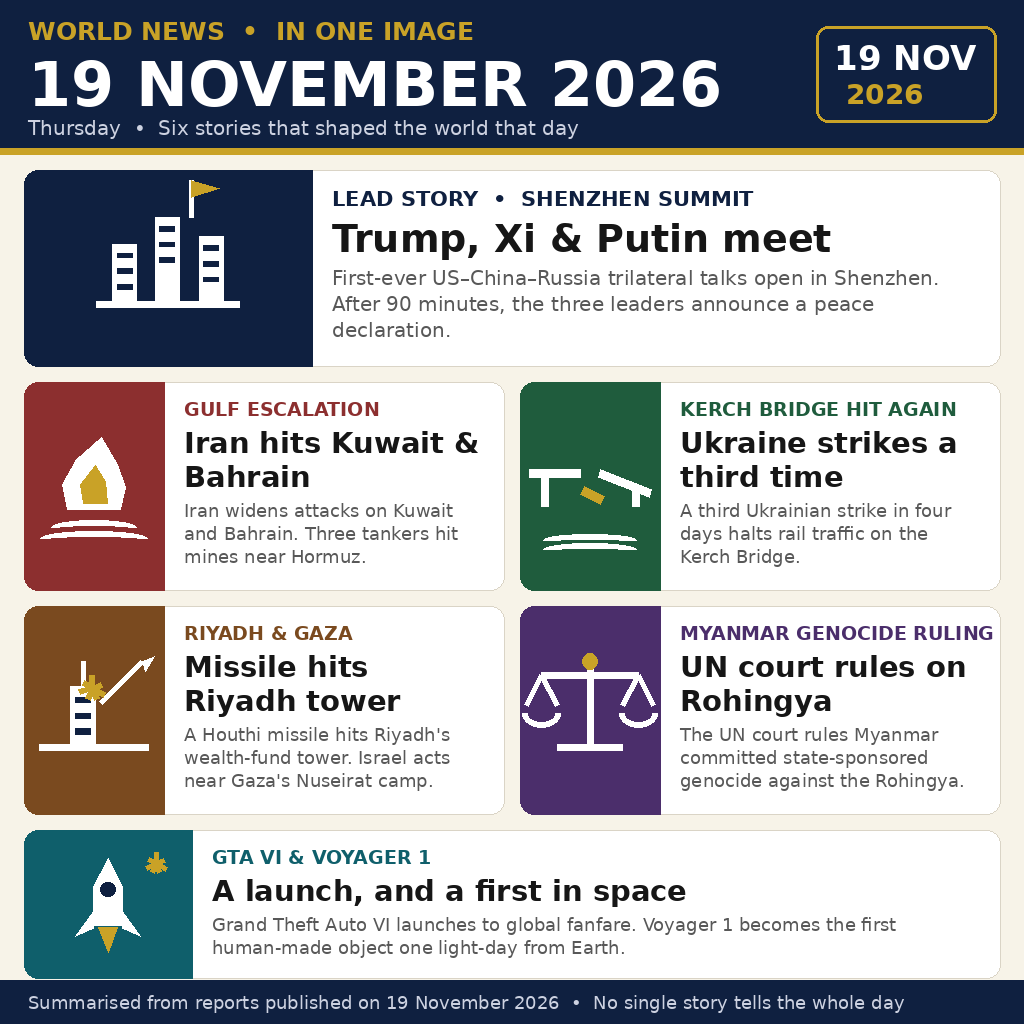 WORLD NEWS • IN ONE IMAGE
19 NOVEMBER 2026
Thursday • Six stories that shaped the world that day
19 NOV
2026
LEAD STORY • SHENZHEN SUMMIT
Trump, Xi & Putin meet
First-ever US–China–Russia trilateral talks open in Shenzhen.
After 90 minutes, the three leaders announce a peace
declaration.
GULF ESCALATION
Iran hits Kuwait &
Bahrain
Iran widens attacks on Kuwait
and Bahrain. Three tankers hit
mines near Hormuz.
KERCH BRIDGE HIT AGAIN
Ukraine strikes a
third time
A third Ukrainian strike in four
days halts rail traffic on the
Kerch Bridge.
RIYADH & GAZA
Missile hits
Riyadh tower
A Houthi missile hits Riyadh's
wealth-fund tower. Israel acts
near Gaza's Nuseirat camp.
MYANMAR GENOCIDE RULING
UN court rules on
Rohingya
The UN court rules Myanmar
committed state-sponsored
genocide against the Rohingya.
GTA VI & VOYAGER 1
A launch, and a first in space
Grand Theft Auto VI launches to global fanfare. Voyager 1 becomes the first
human-made object one light-day from Earth.
Summarised from reports published on 19 November 2026 • No single story tells the whole day